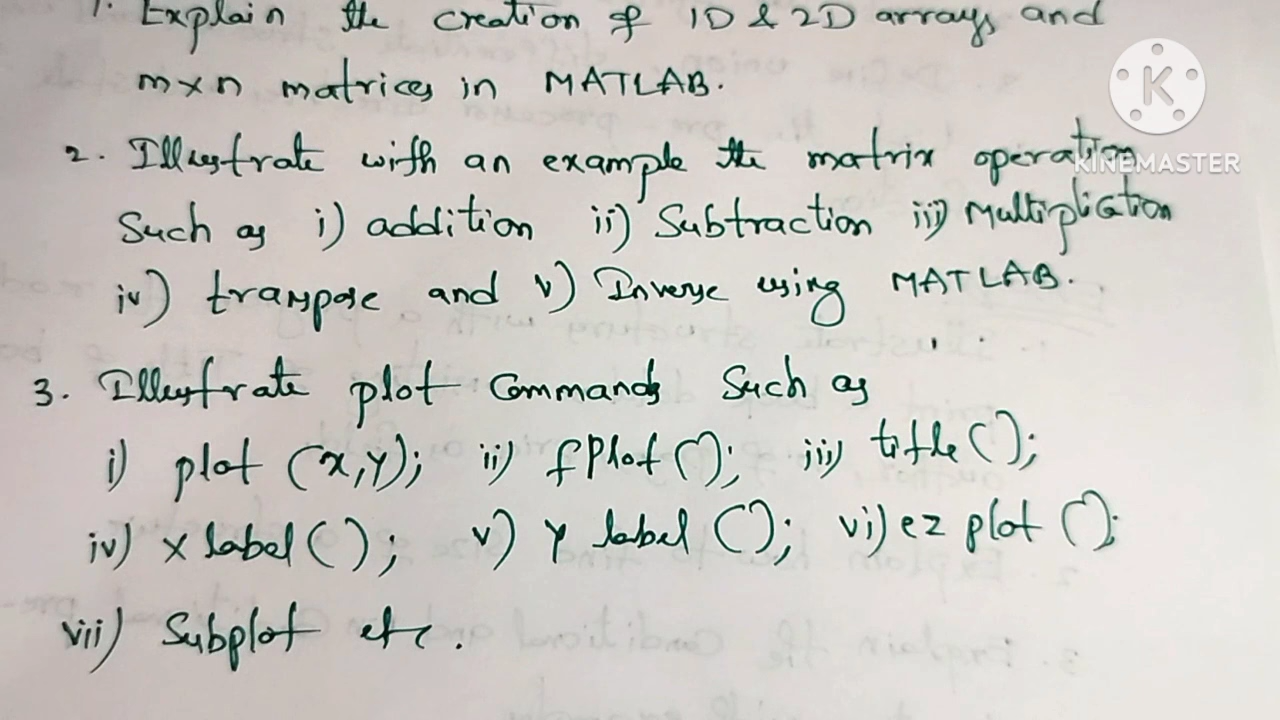 1. Explain the creation of 1D & 2D arrays and
m×n matrices in MATLAB.
2. Illustrate with an example the matrix operation
Such as i) addition ii) Subtraction iii) Multiplication
iv) transpose and v) Inverse using MATLAB.
3. Illustrate plot Commands Such as
i) plot (x,y); ii) fplot(); iii) title();
iv) x label(); v) y label (); vi) ez plot ();
vii) Subplot etc.
K
KINEMASTER